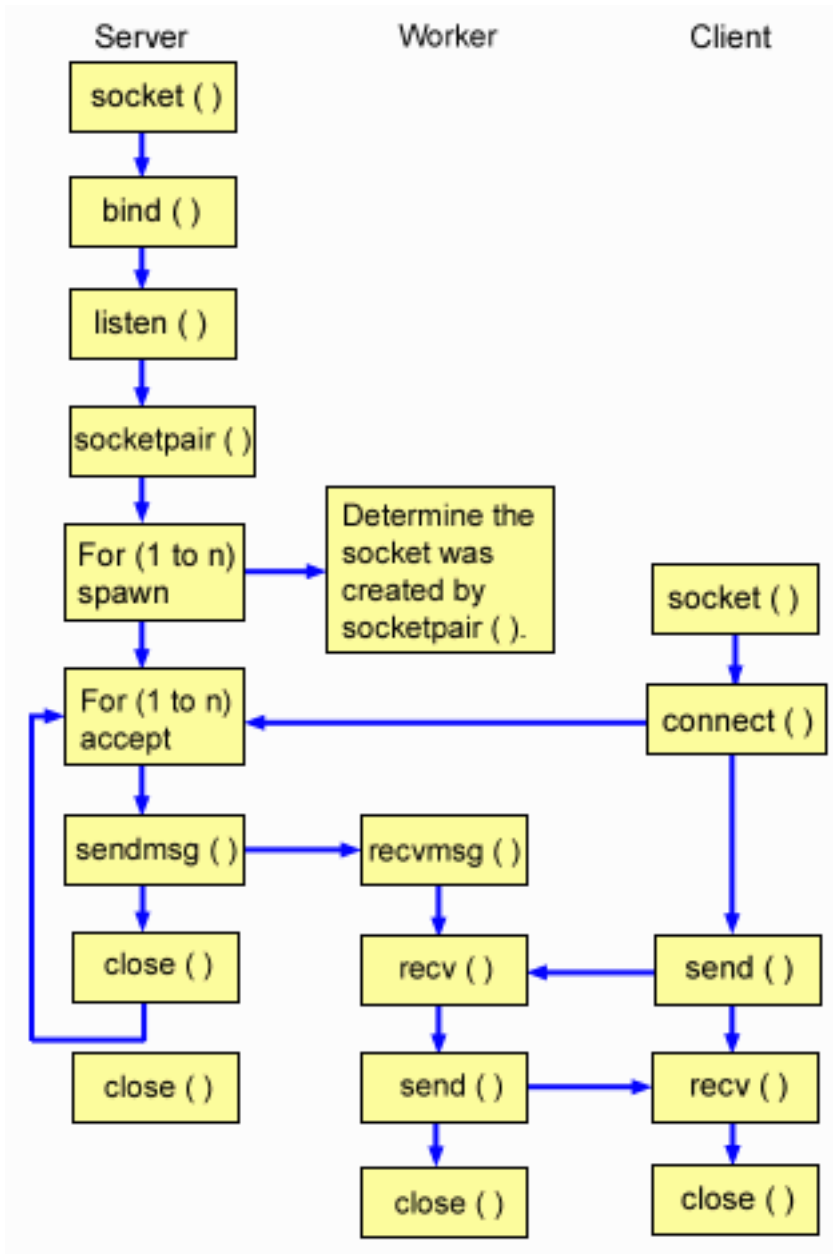 Server
Worker
Client
socket ( )
bind ( )
listen ( )
socketpair ( )
For (1 to n)
spawn
Determine the
socket was
created by
socketpair ( ).
socket ( )
For (1 to n)
accept
connect ( )
sendmsg ( )
recvmsg ( )
close ( )
recv ( )
send ( )
close ( )
send ( )
recv ( )
close ( )
close ( )